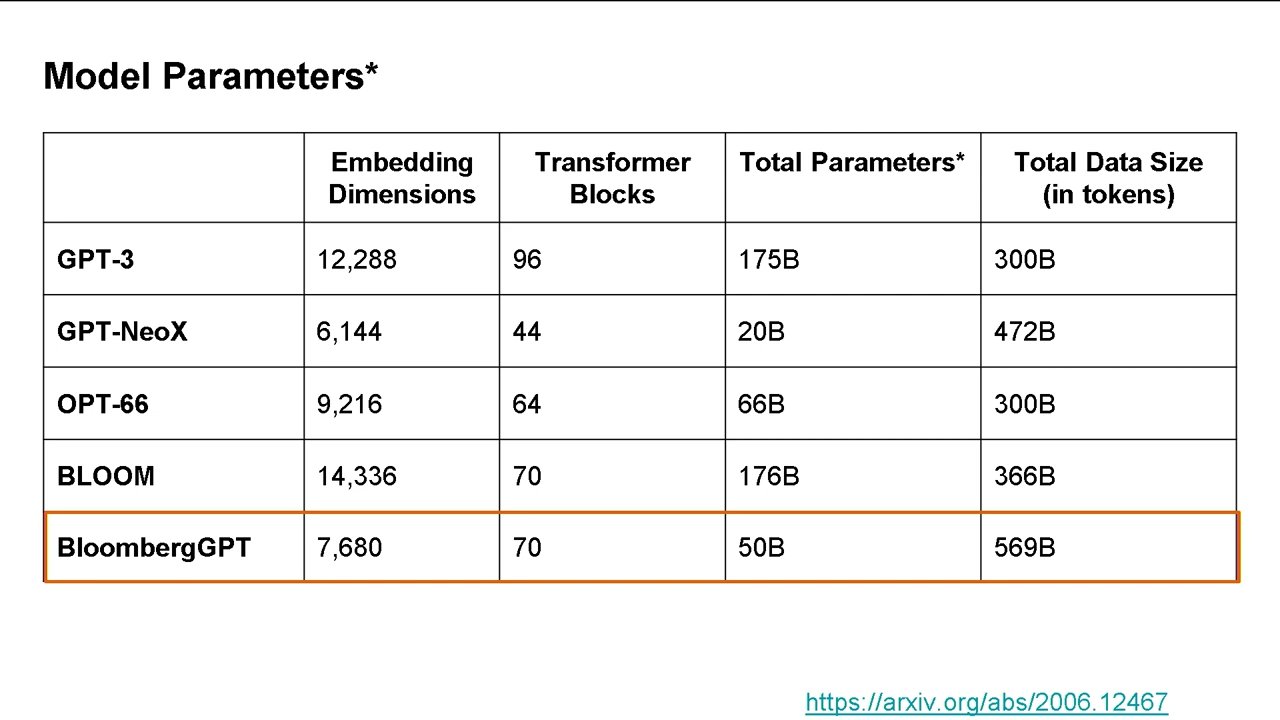 Model Parameters*
Embedding Dimensions Transformer Blocks Total Parameters* Total Data Size (in tokens)
GPT-3 12,288 96 175B 300B
GPT-NeoX 6,144 44 20B 472B
OPT-66 9,216 64 66B 300B
BLOOM 14,336 70 176B 366B
BloombergGPT 7,680 70 50B 569B
https://arxiv.org/abs/2006.12467